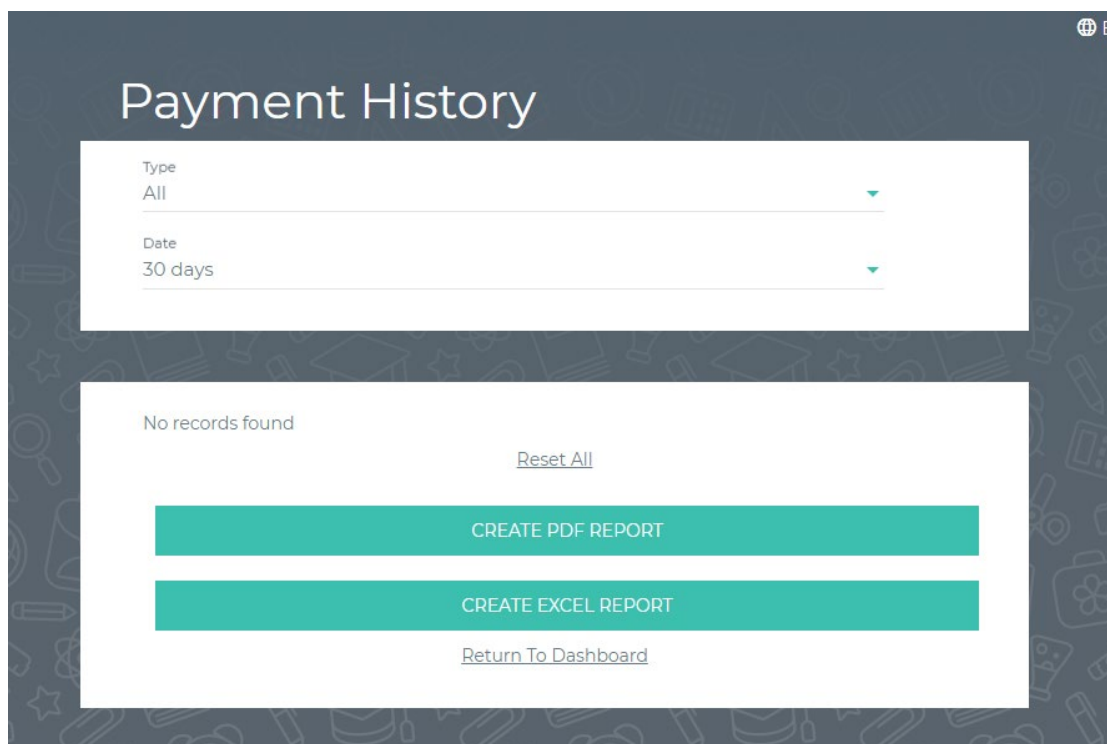 Payment History
Type
All
Date
30 days
No records found
Reset All
CREATE PDF REPORT
CREATE EXCEL REPORT
Return To Dashboard